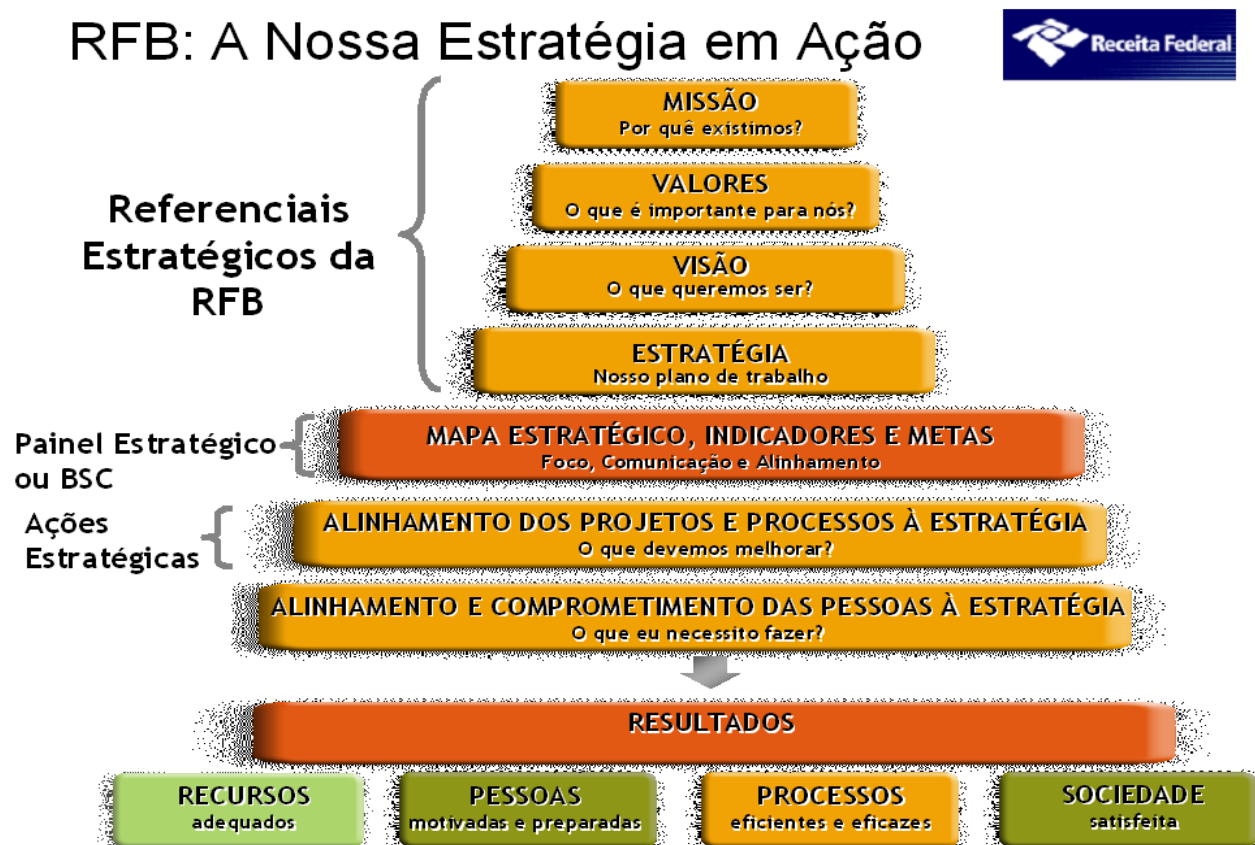 RFB: A Nossa Estratégia em Ação
Receita Federal
MISSÃO
Por quê existimos?
VALORES
O que é importante para nós?
Referenciais
Estratégicos da
RFB
VISÃO
O que queremos ser?
ESTRATÉGIA
Nosso plano de trabalho
Painel Estratégico
ou BSC
MAPA ESTRATÉGICO, INDICADORES E METAS
Foco, Comunicação e Alinhamento
Ações
Estratégicas
ALINHAMENTO DOS PROJETOS E PROCESSOS À ESTRATÉGIA
O que devemos melhorar?
ALINHAMENTO E COMPROMETIMENTO DAS PESSOAS À ESTRATÉGIA
O que eu necessito fazer?
RESULTADOS
RECURSOS
adequados
PESSOAS
motivadas e preparadas
PROCESSOS
eficientes e eficazes
SOCIEDADE
satisfeita